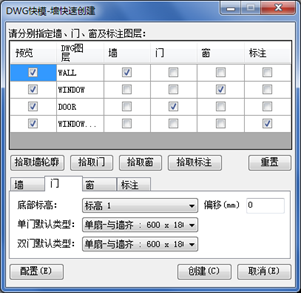 DWG快模-墙快速创建
请分别指定墙、门、窗及标注图层:
预览 DWG图层 墙 门 窗 标注
WALL
WINDOW
DOOR
WINDOW...
拾取墙轮廓 拾取门 拾取窗 拾取标注 重置
墙 门 窗 标注
底部标高: 标高 1 偏移(mm) 0
单门默认类型: 单扇-与墙齐 : 600 x 180
双门默认类型: 单扇-与墙齐 : 600 x 180
配置(E) 创建(C) 取消(E)